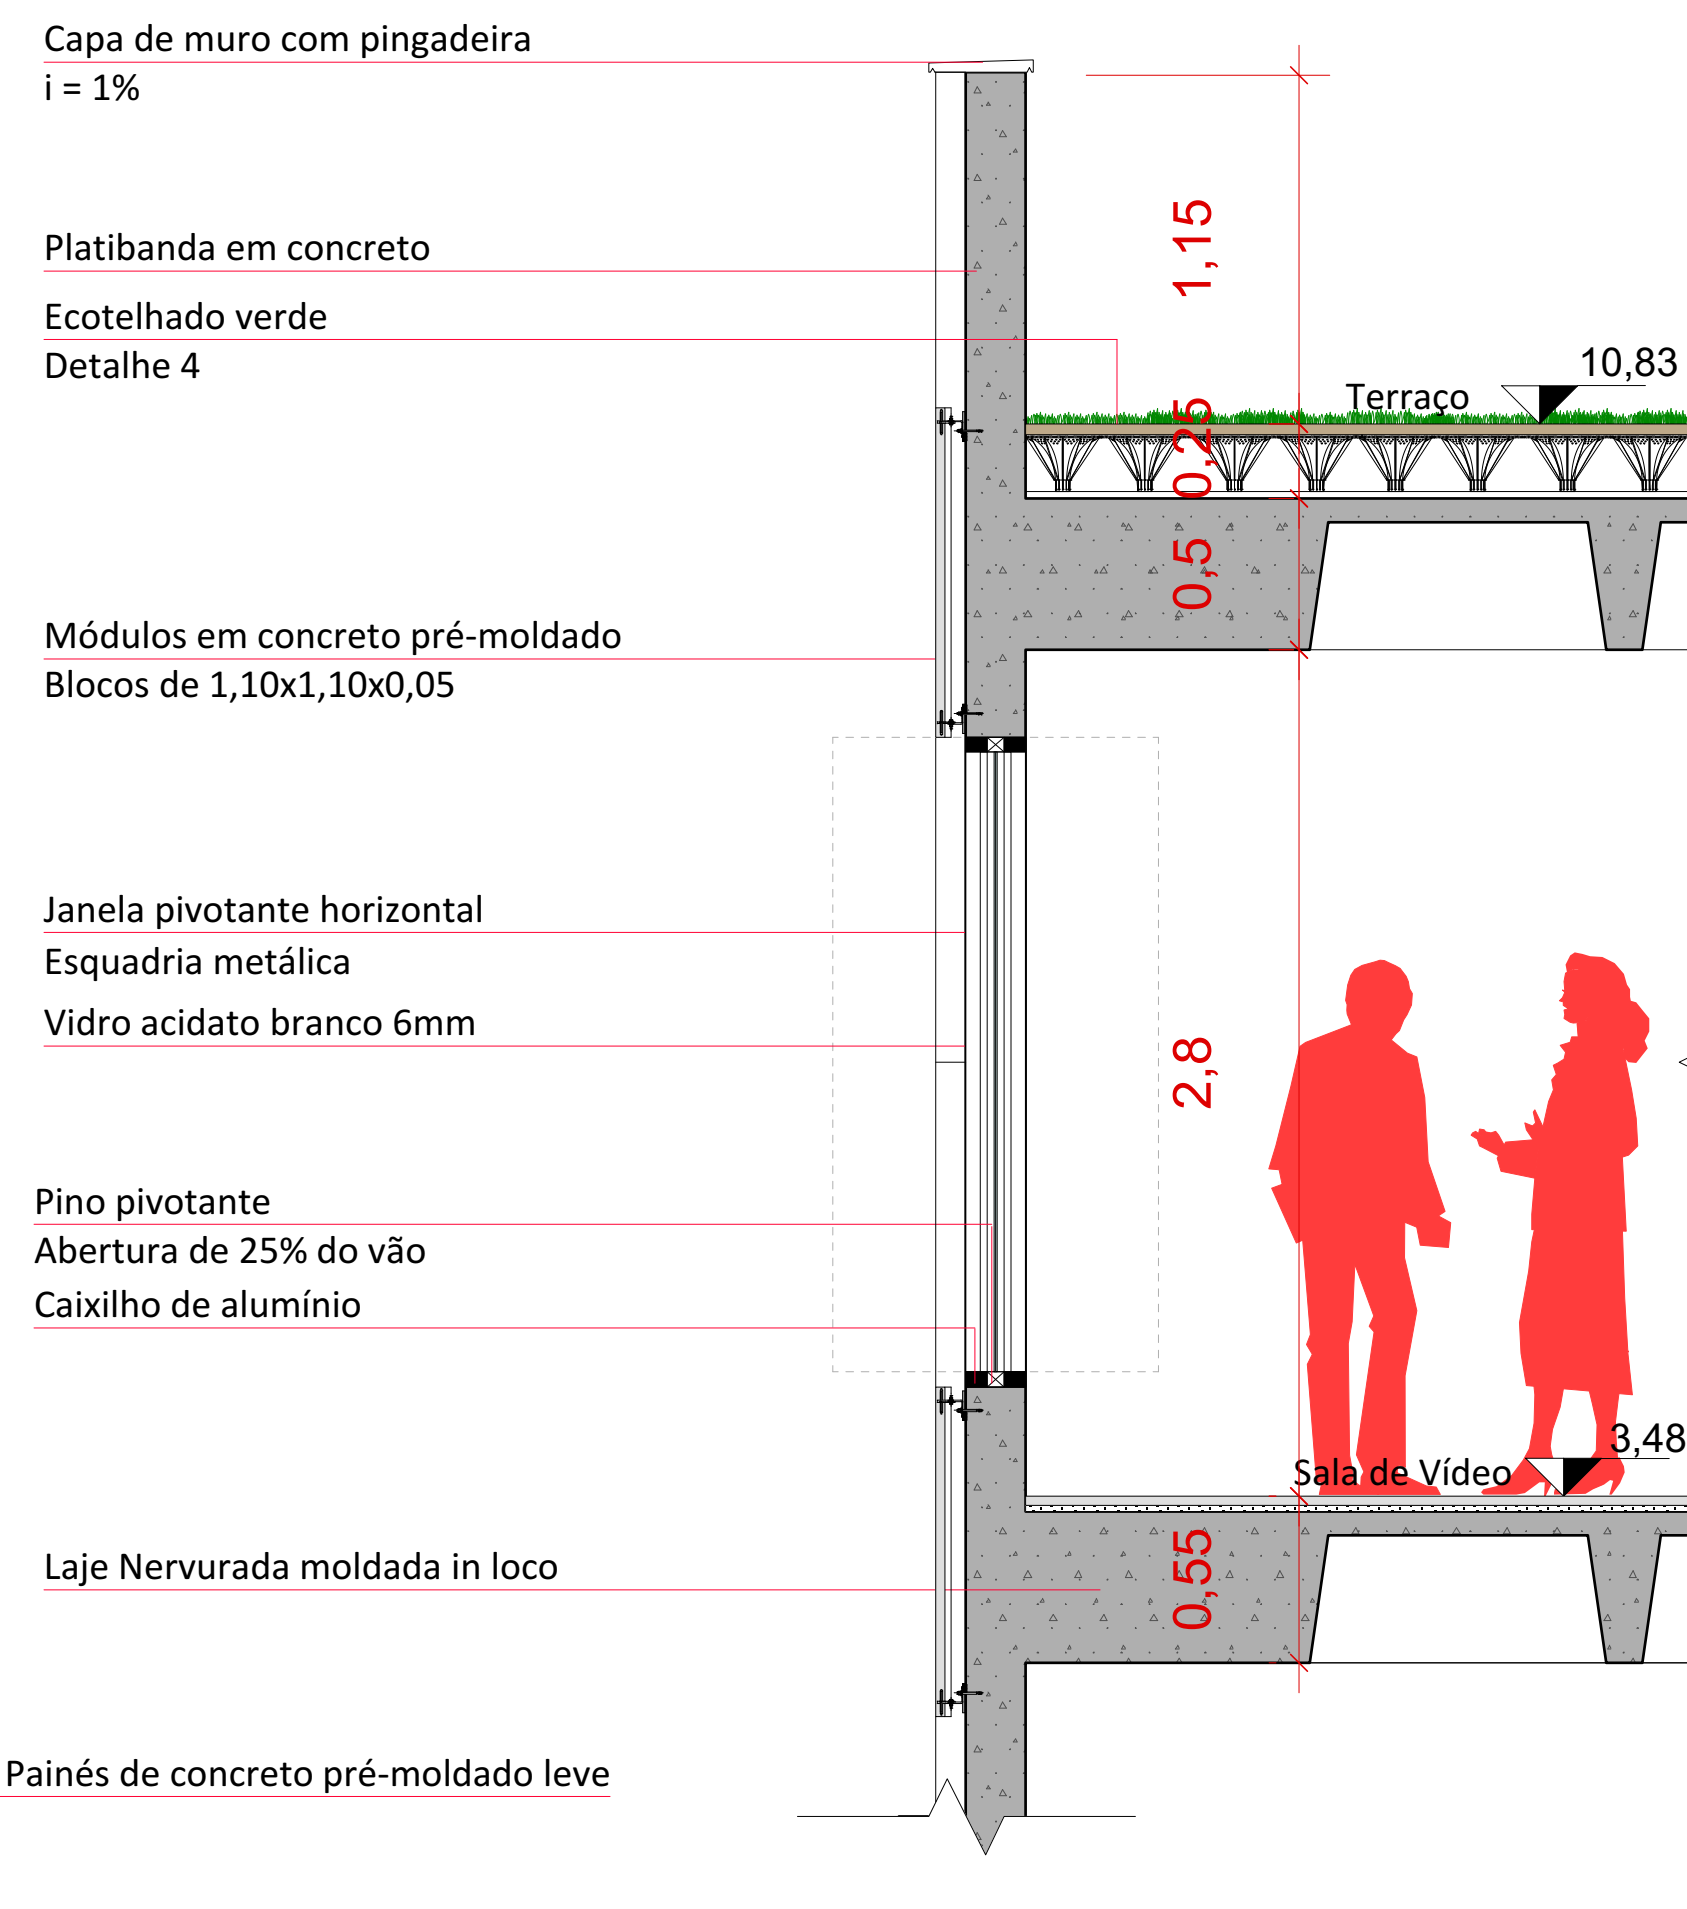 Capa de muro com pingadeira
i = 1%
1,15
Platibanda em concreto
Ecotelhado verde
Detalhe 4
10,83
Terraço
0,25
0,5
Módulos em concreto pré-moldado
Blocos de 1,10x1,10x0,05
Janela pivotante horizontal
Esquadria metálica
Vidro acidato branco 6mm
2,8
Pino pivotante
Abertura de 25% do vão
Caixilho de alumínio
3,48
Sala de Vídeo
Laje Nervurada moldada in loco
0,55
Painés de concreto pré-moldado leve